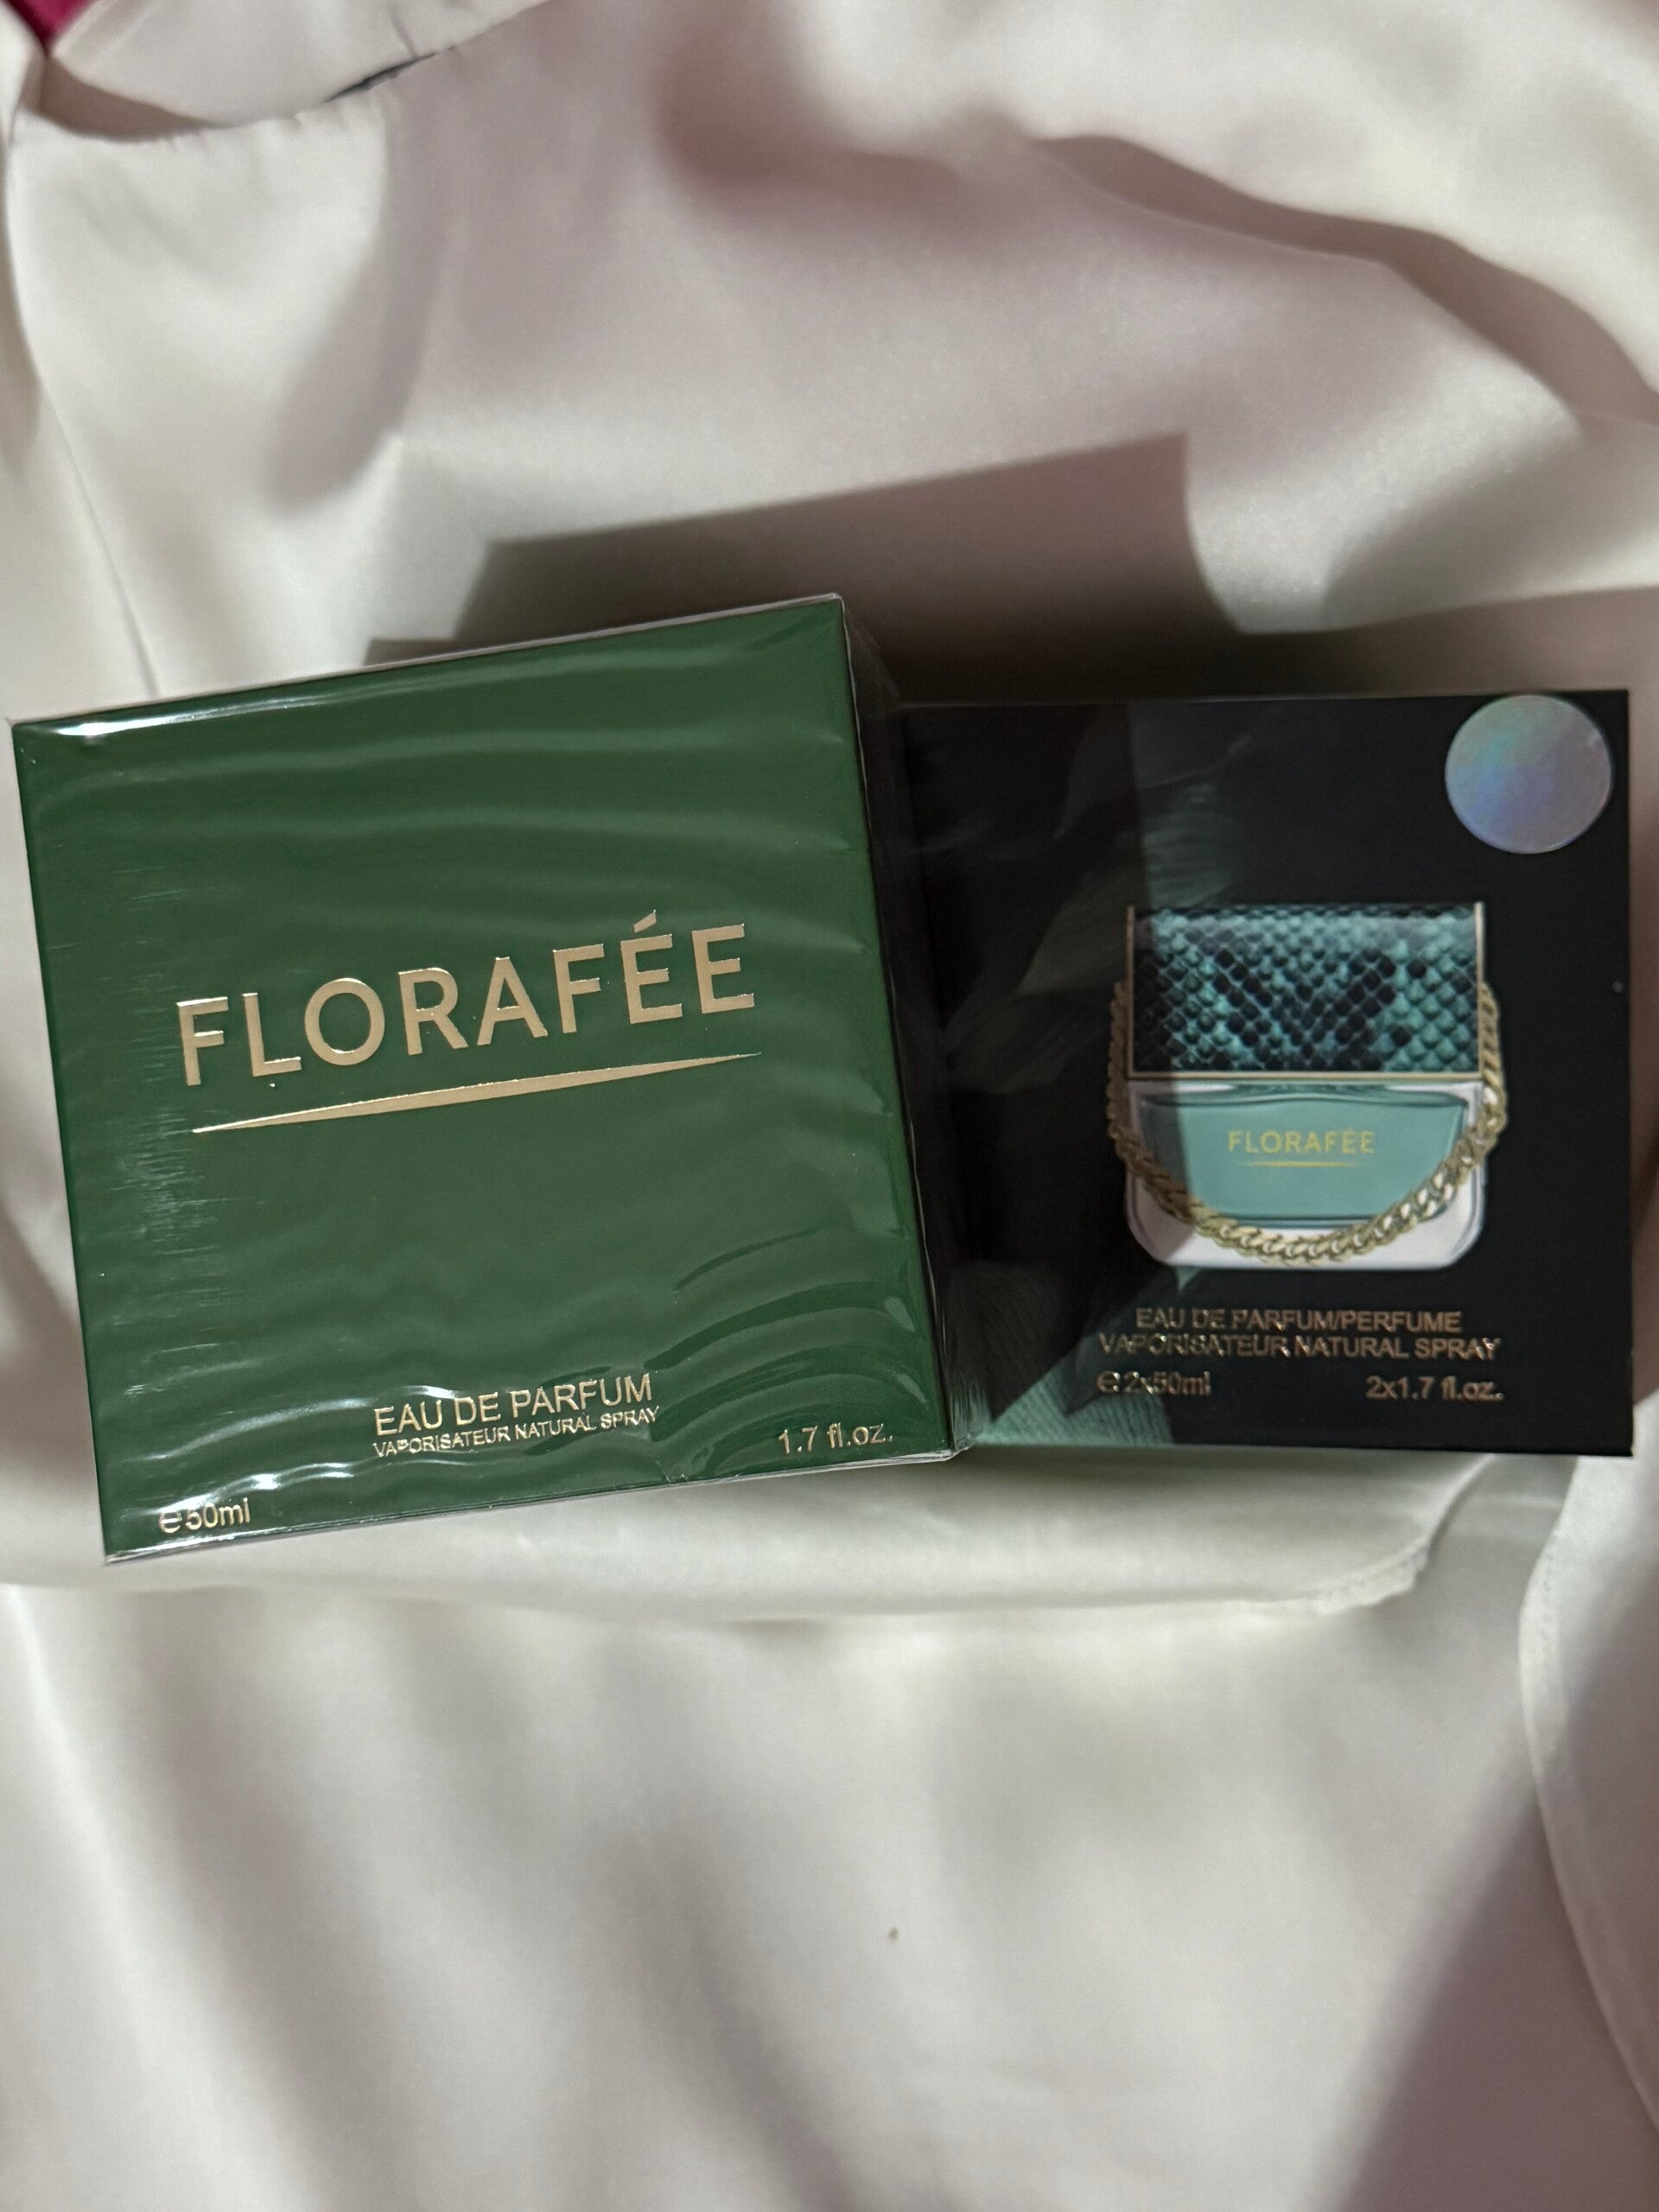 FLORAFÉE
EAU DE PARFUM
VAPORISATEUR NATURAL SPRAY
℮50ml
1.7 fl.oz.
FLORAFÉE
EAU DE PARFUM/PERFUME
VAPORISATEUR NATURAL SPRAY
℮2x50ml 2x1.7 fl.oz.